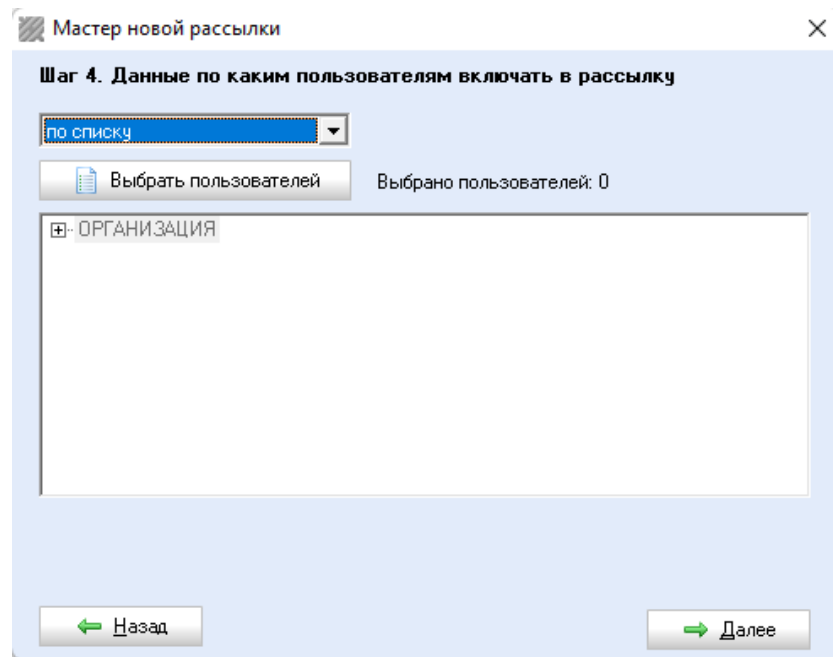 Мастер новой рассылки
Шаг 4. Данные по каким пользователям включать в рассылку
по списку
Выбрать пользователей Выбрано пользователей: 0
ОРГАНИЗАЦИЯ
Назад Далее